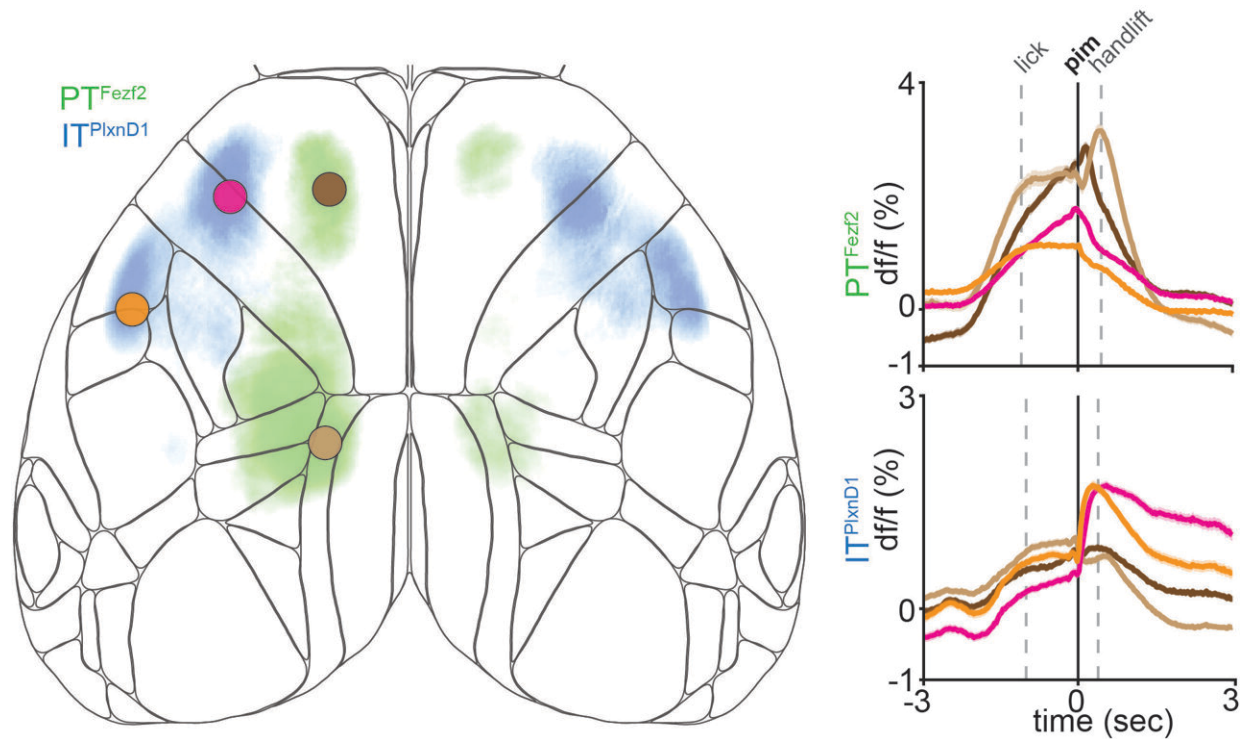 PT^Fezf2
IT^PlxnD1
lick
pim
handlift
PT^Fezf2
df/f (%)
4
0
-1
IT^PlxnD1
df/f (%)
3
0
-1
-3
0
3
time (sec)